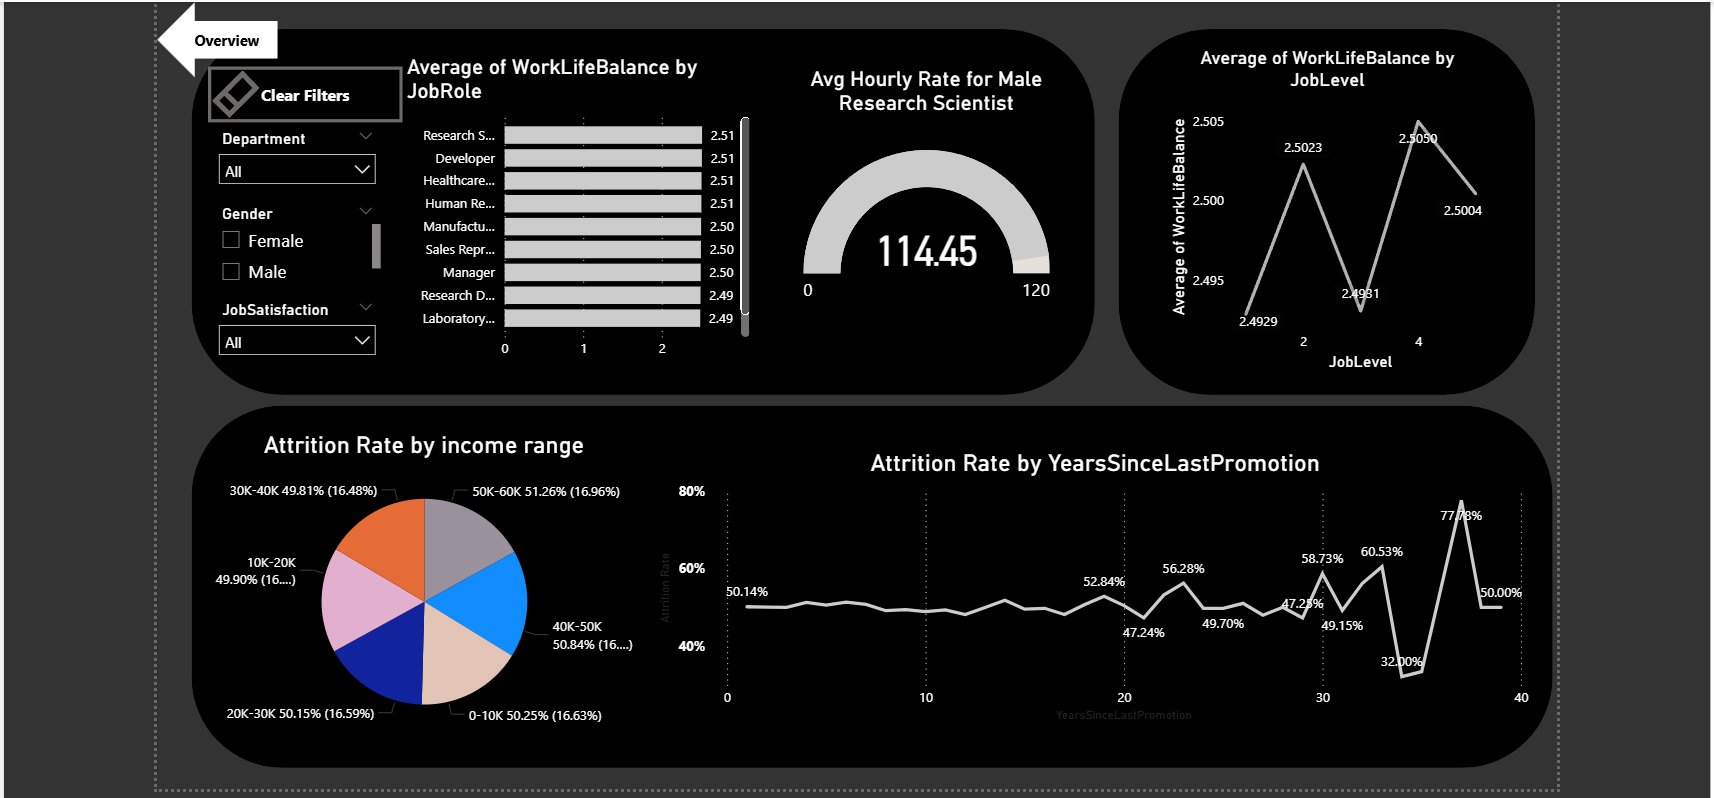 Overview
Clear Filters
Department
All
Gender
Female
Male
JobSatisfaction
All
Average of WorkLifeBalance by
JobRole
Research S... 2.51
Developer 2.51
Healthcare... 2.51
Human Re... 2.51
Manufactu... 2.50
Sales Repr... 2.50
Manager 2.50
Research D... 2.49
Laboratory... 2.49
0 1 2
Avg Hourly Rate for Male
Research Scientist
114.45
0 120
Average of WorkLifeBalance by
JobLevel
Average of WorkLifeBalance
2.505
2.500
2.495
2.4929
2.5023
2.4931
2.5050
2.5004
2 4
JobLevel
Attrition Rate by income range
30K-40K 49.81% (16.48%)
50K-60K 51.26% (16.96%)
10K-20K
49.90% (16....)
40K-50K
50.84% (16....)
20K-30K 50.15% (16.59%)
0-10K 50.25% (16.63%)
Attrition Rate by YearsSinceLastPromotion
Attrition Rate
80%
60%
40%
50.14%
52.84%
47.24%
56.28%
49.70%
47.25%
58.73%
49.15%
60.53%
32.00%
77.78%
50.00%
0 10 20 30 40
YearsSinceLastPromotion